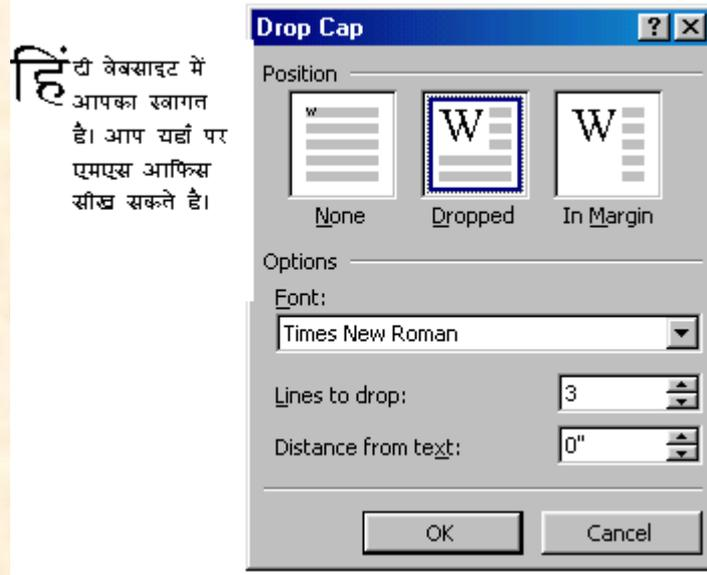 हिंदी वेबसाइट में
आपका स्वागत
है। आप यहाँ पर
एमएस आफिस
सीख सकते है।
Drop Cap
Position
W
W
W
None
Dropped
In Margin
Options
Font:
Times New Roman
Lines to drop:
3
Distance from text:
0"
OK
Cancel